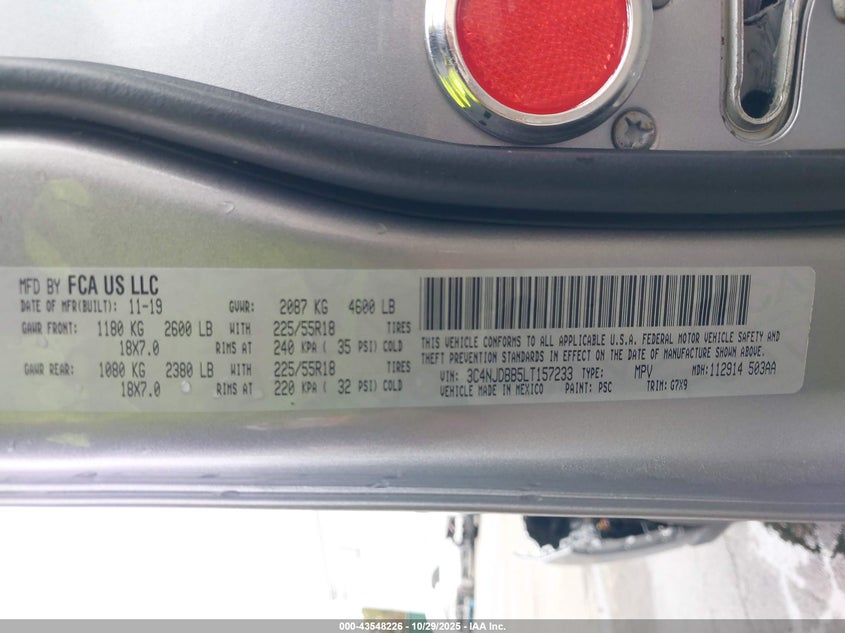 MFD BY FCA US LLC
DATE OF MFR(BUILT): 11-19 GVWR: 2087 KG 4600 LB
GAWR FRONT: 1180 KG 2600 LB WITH 225/55R18 TIRES
18X7.0 RIMS AT 240 KPA ( 35 PSI) COLD
GAWR REAR: 1080 KG 2380 LB WITH 225/55R18 TIRES
18X7.0 RIMS AT 220 KPA ( 32 PSI) COLD
THIS VEHICLE CONFORMS TO ALL APPLICABLE U.S.A. FEDERAL MOTOR VEHICLE SAFETY AND
THEFT PREVENTION STANDARDS IN EFFECT ON THE DATE OF MANUFACTURE SHOWN ABOVE.
VIN: 3C4NJDBB5LT157233 TYPE: MPV MDH: 112914 503AA
VEHICLE MADE IN MEXICO PAINT: PSC TRIM: G7X9
000-43548226 - 10/29/2025 - IAA Inc.